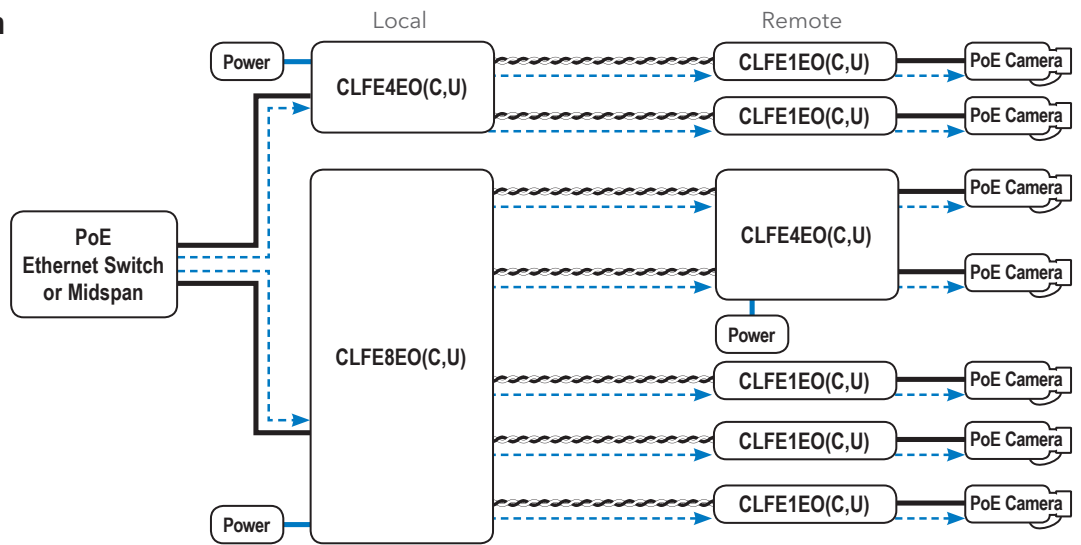 n
Local
Remote
Power
CLFE4EO(C,U)
CLFE1EO(C,U)
PoE Camera
CLFE1EO(C,U)
PoE Camera
PoE
Ethernet Switch
or Midspan
CLFE8EO(C,U)
Power
CLFE4EO(C,U)
Power
PoE Camera
PoE Camera
CLFE1EO(C,U)
PoE Camera
CLFE1EO(C,U)
PoE Camera
CLFE1EO(C,U)
PoE Camera